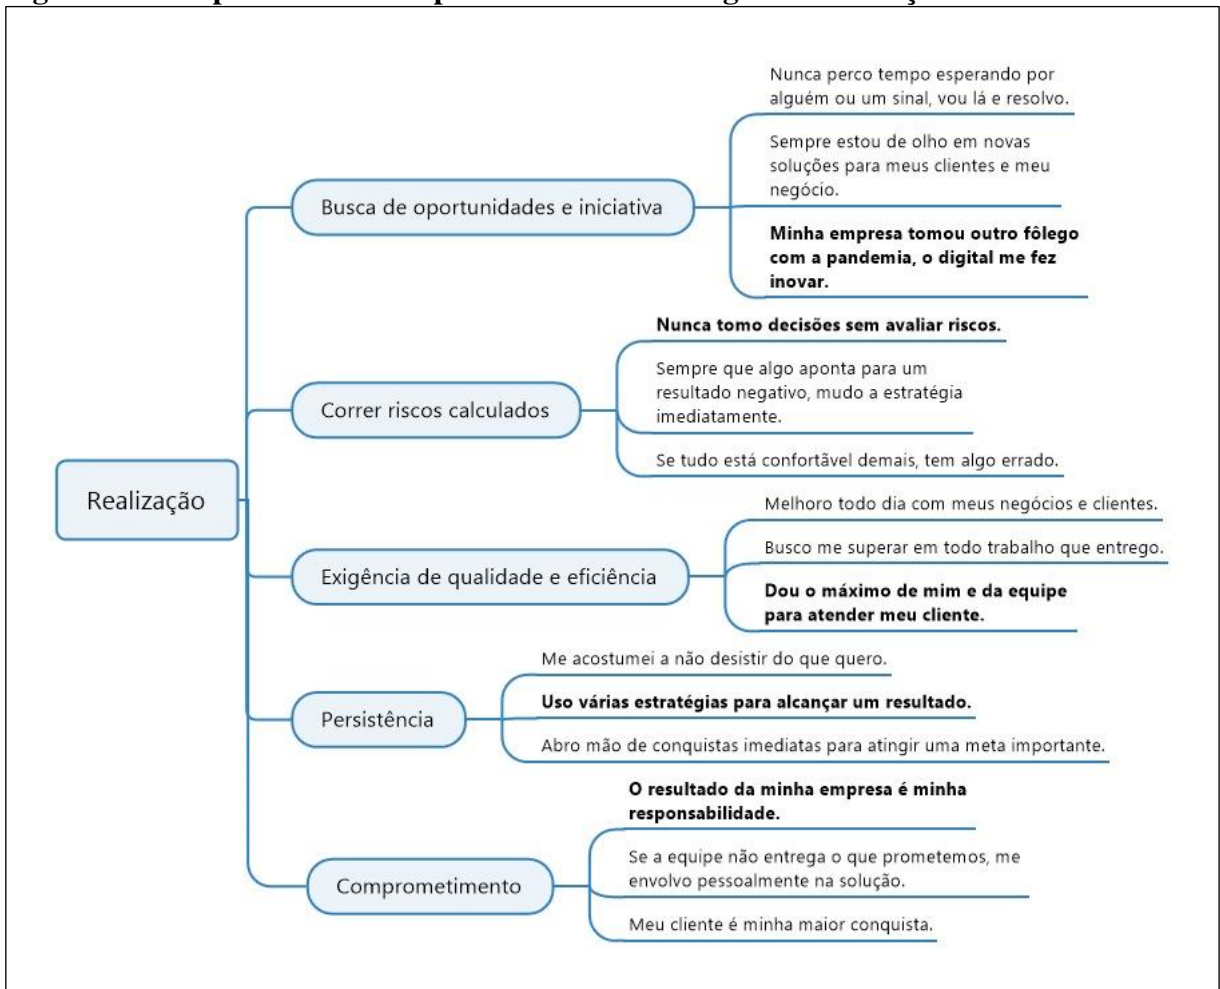 Nunca perco tempo esperando por
alguém ou um sinal, vou lá e resolvo.
Sempre estou de olho em novas
soluções para meus clientes e meu
negócio.
Busca de oportunidades e iniciativa
Minha empresa tomou outro fôlego
com a pandemia, o digital me fez
inovar.
Nunca tomo decisões sem avaliar riscos.
Sempre que algo aponta para um
resultado negativo, mudo a estratégia
imediatamente.
Correr riscos calculados
Se tudo está confortãvel demais, tem algo errado.
Realização
Melhoro todo dia com meus negócios e clientes.
Busco me superar em todo trabalho que entrego.
Exigência de qualidade e eficiência
Dou o máximo de mim e da equipe
para atender meu cliente.
Me acostumei a não desistir do que quero.
Uso várias estratégias para alcançar um resultado.
Persistência
Abro mão de conquistas imediatas para atingir uma meta importante.
O resultado da minha empresa é minha
responsabilidade.
Se a equipe não entrega o que prometemos, me
envolvo pessoalmente na solução.
Comprometimento
Meu cliente é minha maior conquista.